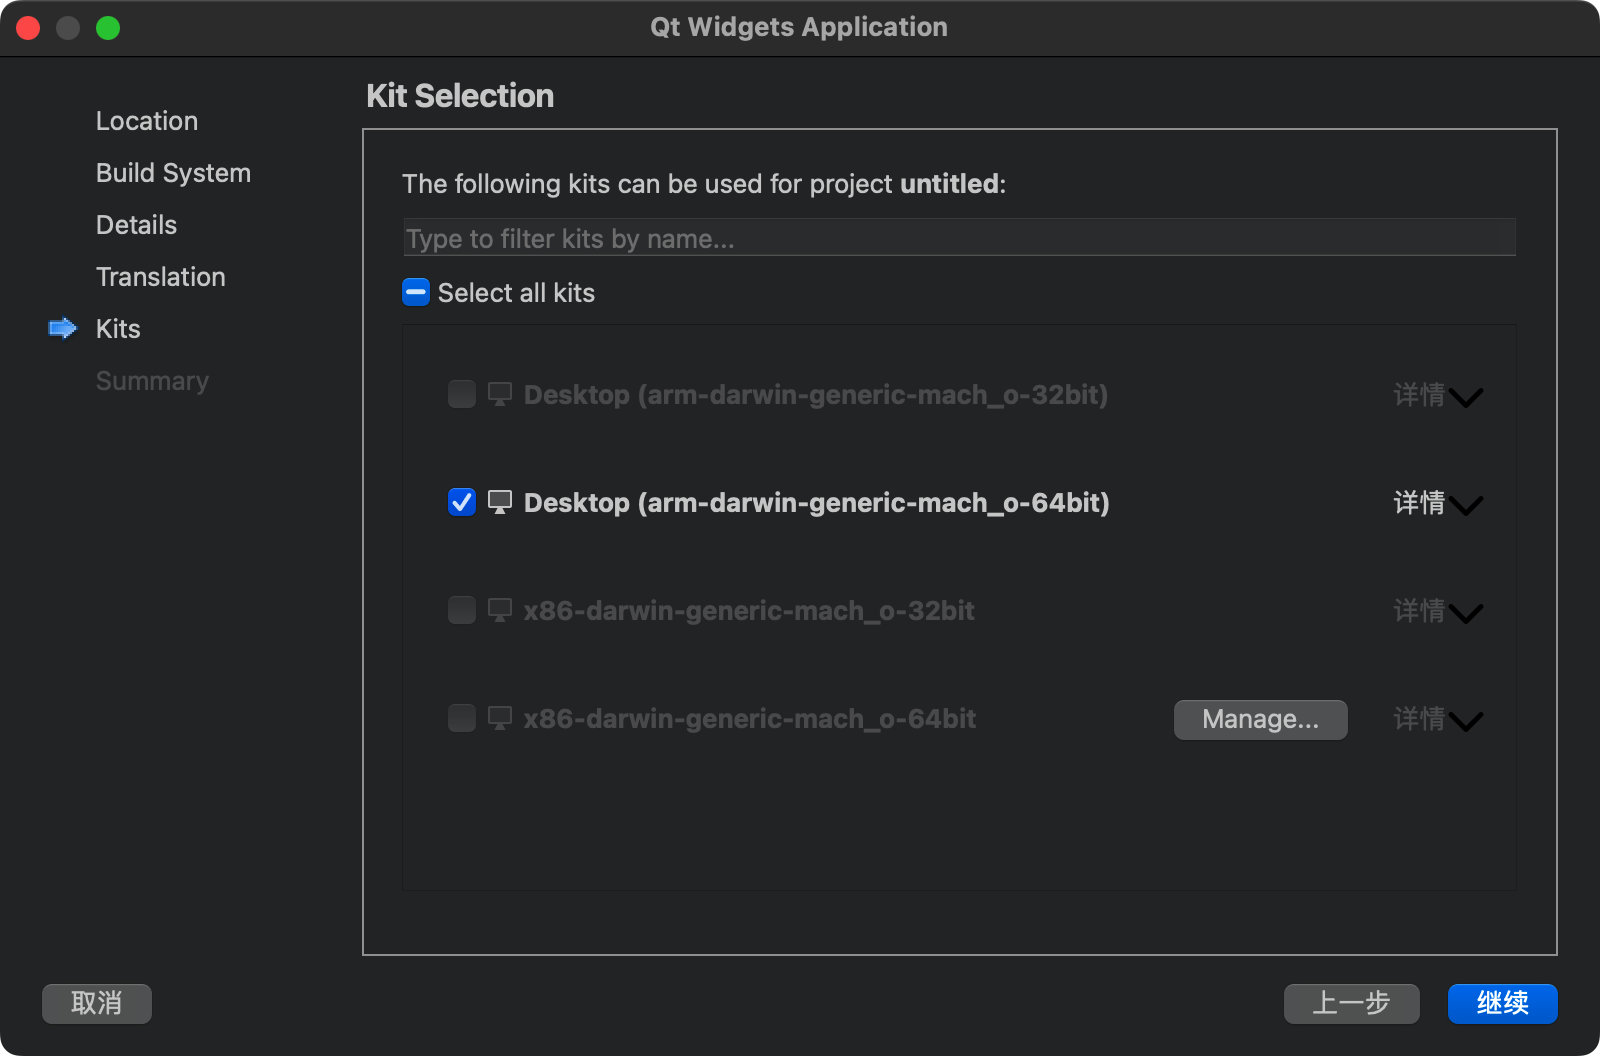 Qt Widgets Application
Location
Build System
Details
Translation
Kits
Summary
Kit Selection
The following kits can be used for project untitled:
Type to filter kits by name...
Select all kits
Desktop (arm-darwin-generic-mach_o-32bit) 详情
Desktop (arm-darwin-generic-mach_o-64bit) 详情
x86-darwin-generic-mach_o-32bit 详情
x86-darwin-generic-mach_o-64bit Manage... 详情
取消 上一步 继续